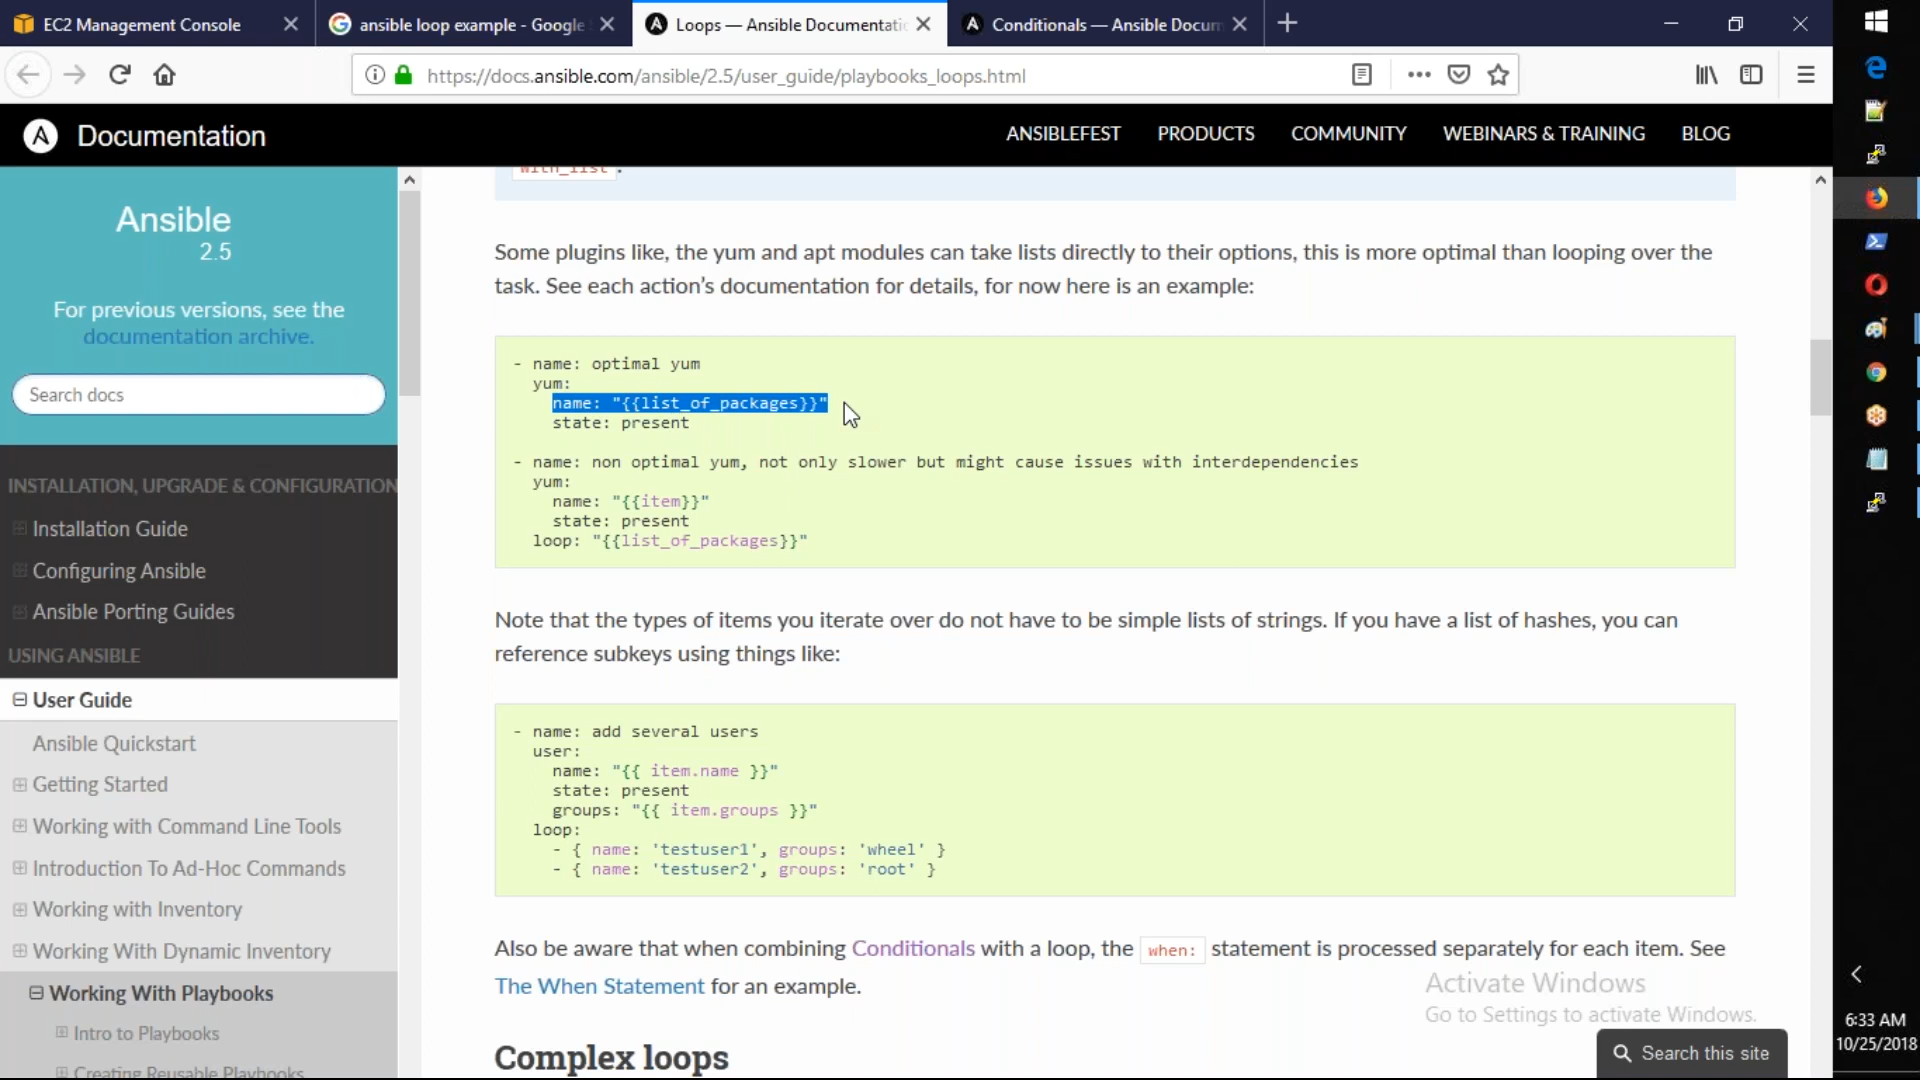 EC2 Management Console
ansible loop example - Google
Loops — Ansible Documentati
Conditionals — Ansible Docum
https://docs.ansible.com/ansible/2.5/user_guide/playbooks_loops.html
Documentation
ANSIBLEFEST PRODUCTS COMMUNITY WEBINARS & TRAINING BLOG
Ansible
2.5
For previous versions, see the
documentation archive.
Search docs
INSTALLATION, UPGRADE & CONFIGURATION
Installation Guide
Configuring Ansible
Ansible Porting Guides
USING ANSIBLE
User Guide
Ansible Quickstart
Getting Started
Working with Command Line Tools
Introduction To Ad-Hoc Commands
Working with Inventory
Working With Dynamic Inventory
Working With Playbooks
Intro to Playbooks
Creating Reusable Playbooks
with_list .
Some plugins like, the yum and apt modules can take lists directly to their options, this is more optimal than looping over the
task. See each action’s documentation for details, for now here is an example:
- name: optimal yum
yum:
name: "{{list_of_packages}}"
state: present
- name: non optimal yum, not only slower but might cause issues with interdependencies
yum:
name: "{{item}}"
state: present
loop: "{{list_of_packages}}"
Note that the types of items you iterate over do not have to be simple lists of strings. If you have a list of hashes, you can
reference subkeys using things like:
- name: add several users
user:
name: "{{ item.name }}"
state: present
groups: "{{ item.groups }}"
loop:
- { name: 'testuser1', groups: 'wheel' }
- { name: 'testuser2', groups: 'root' }
Also be aware that when combining Conditionals with a loop, the when: statement is processed separately for each item. See
The When Statement for an example.
Complex loops
Activate Windows
Go to Settings to activate Windows.
Search this site
6:33 AM
10/25/2018